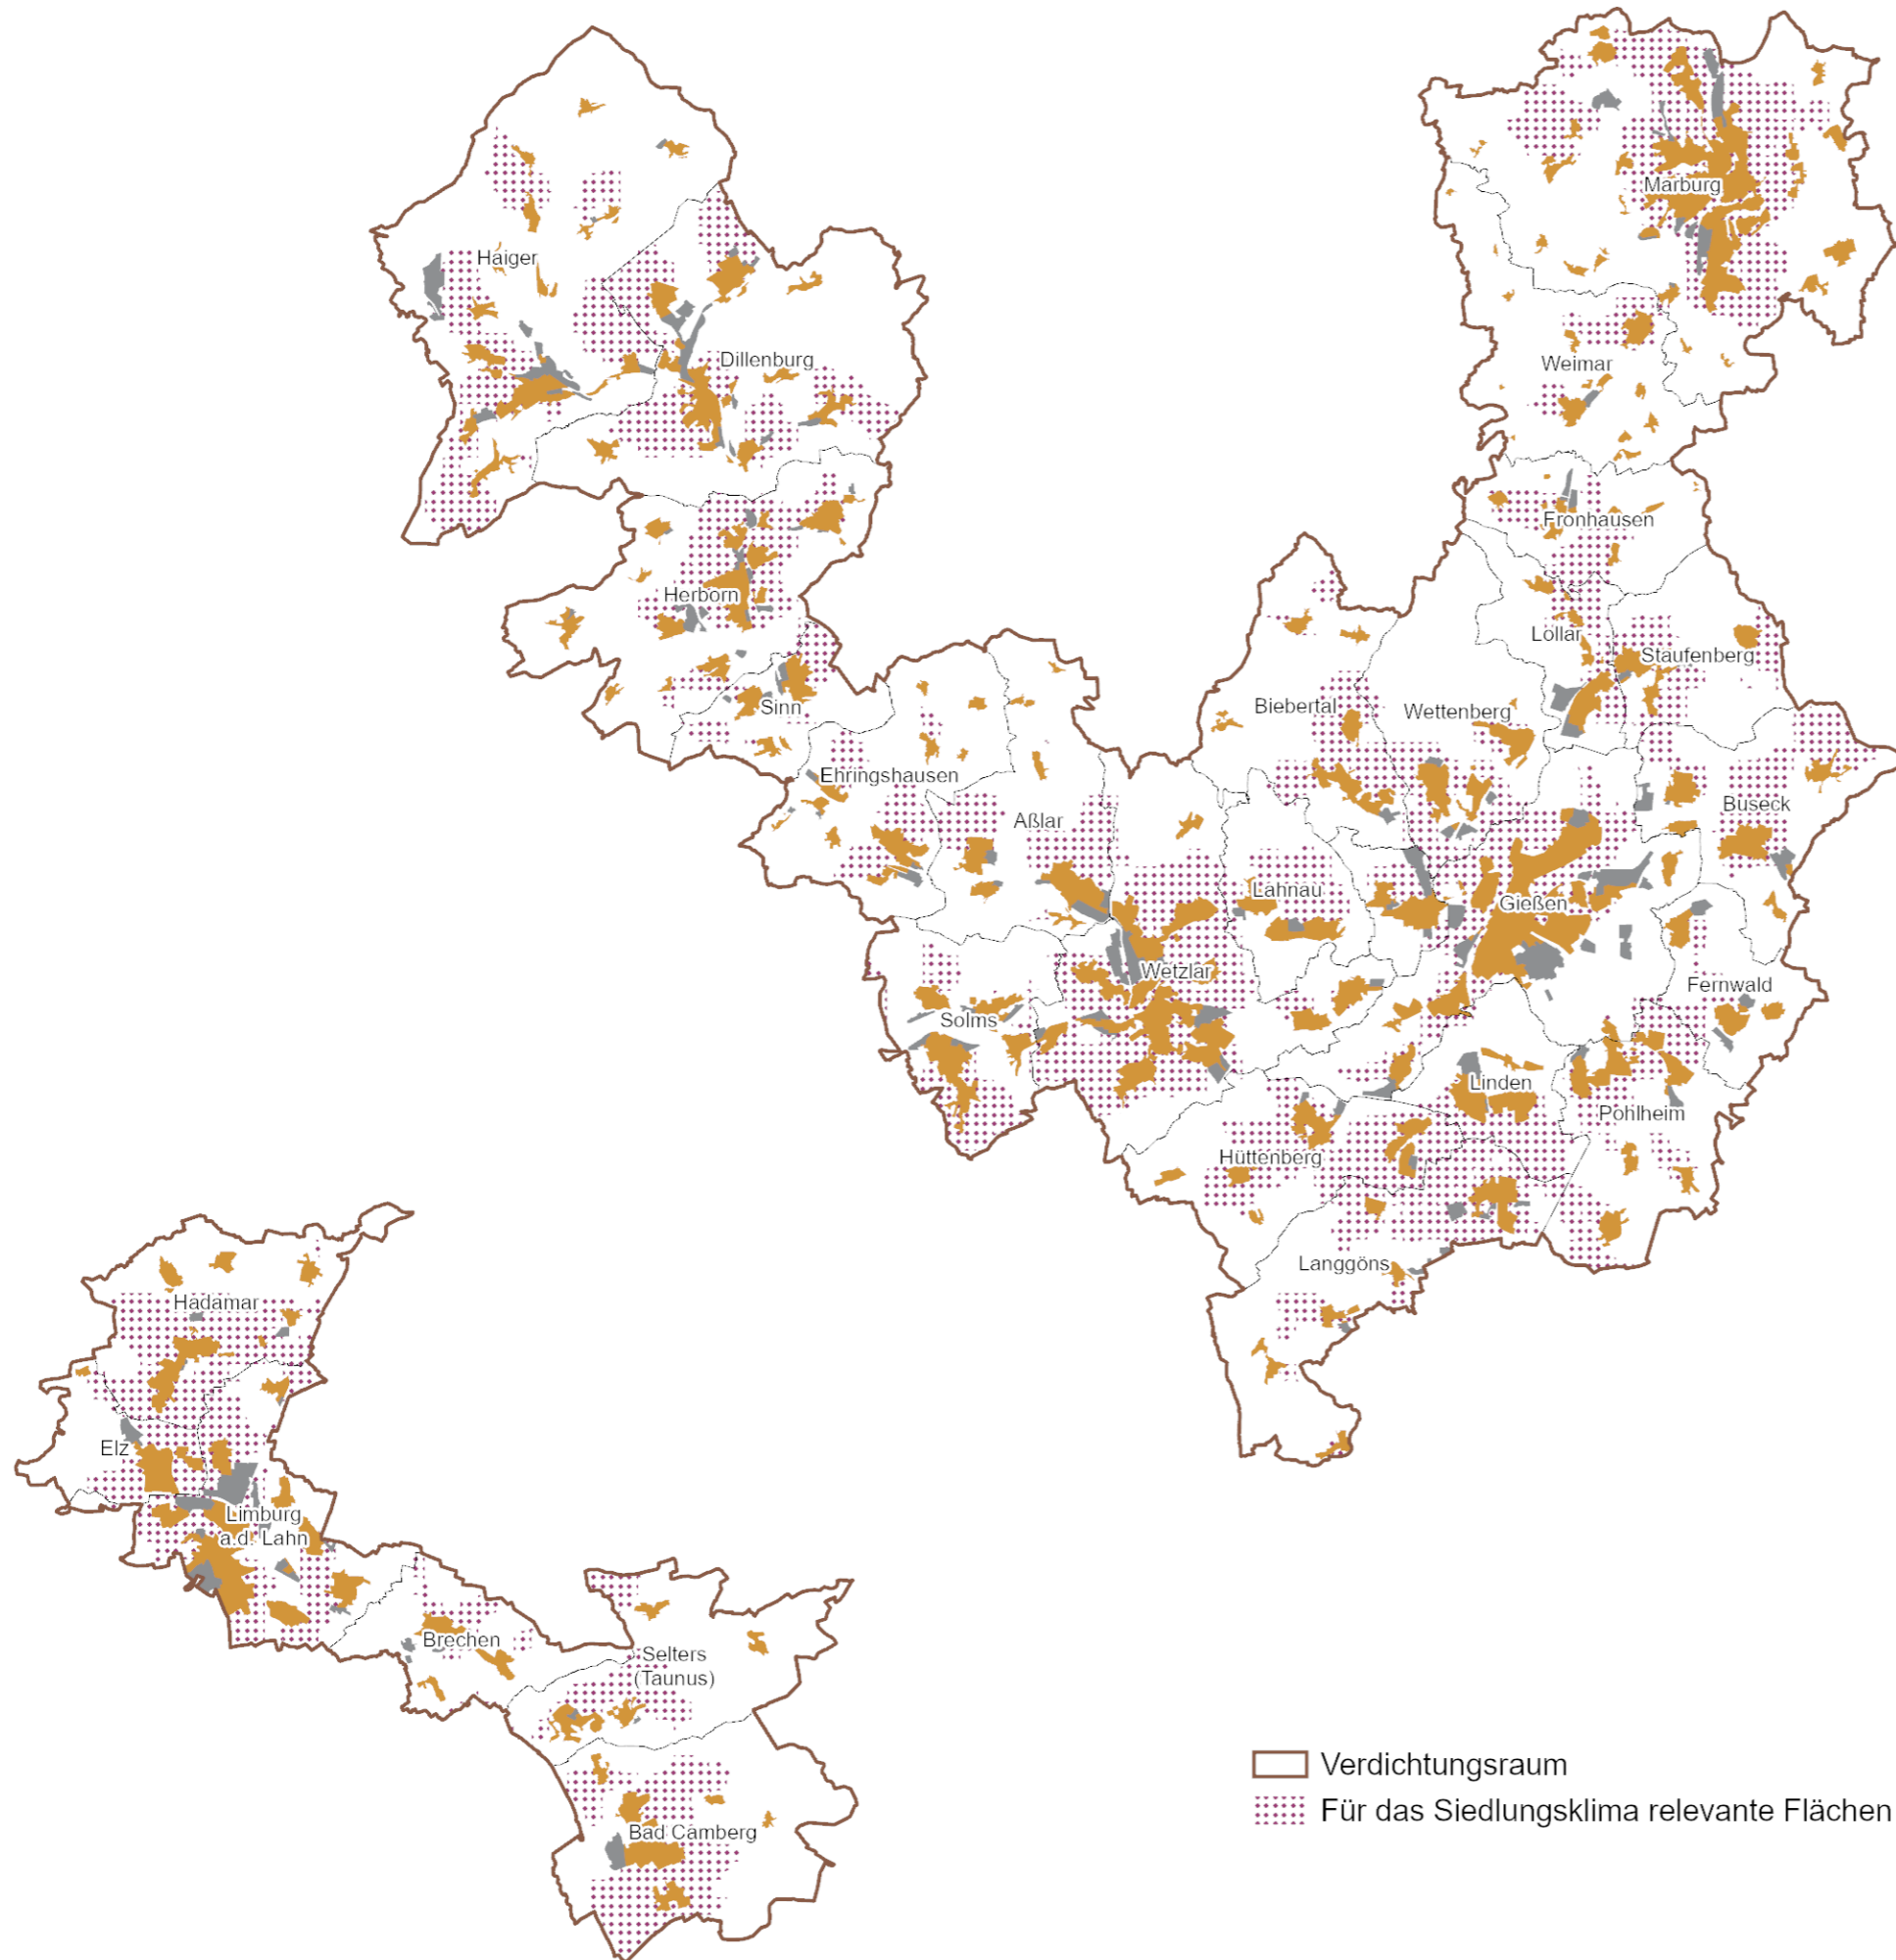 Marburg
Haiger
Dillenburg
Weimar
Fronhausen
Herborn
Lollar
Staufenberg
Sinn
Biebertal
Wettenberg
Ehringshausen
Buseck
Aßlar
Lahnau
Gießen
Wetzlar
Fernwald
Solms
Linden
Pohlheim
Hüttenberg
Langgöns
Hadamar
Elz
Limburg
a.d. Lahn
Brechen
Selters
(Taunus)
Bad Camberg
Verdichtungsraum
Für das Siedlungsklima relevante Flächen